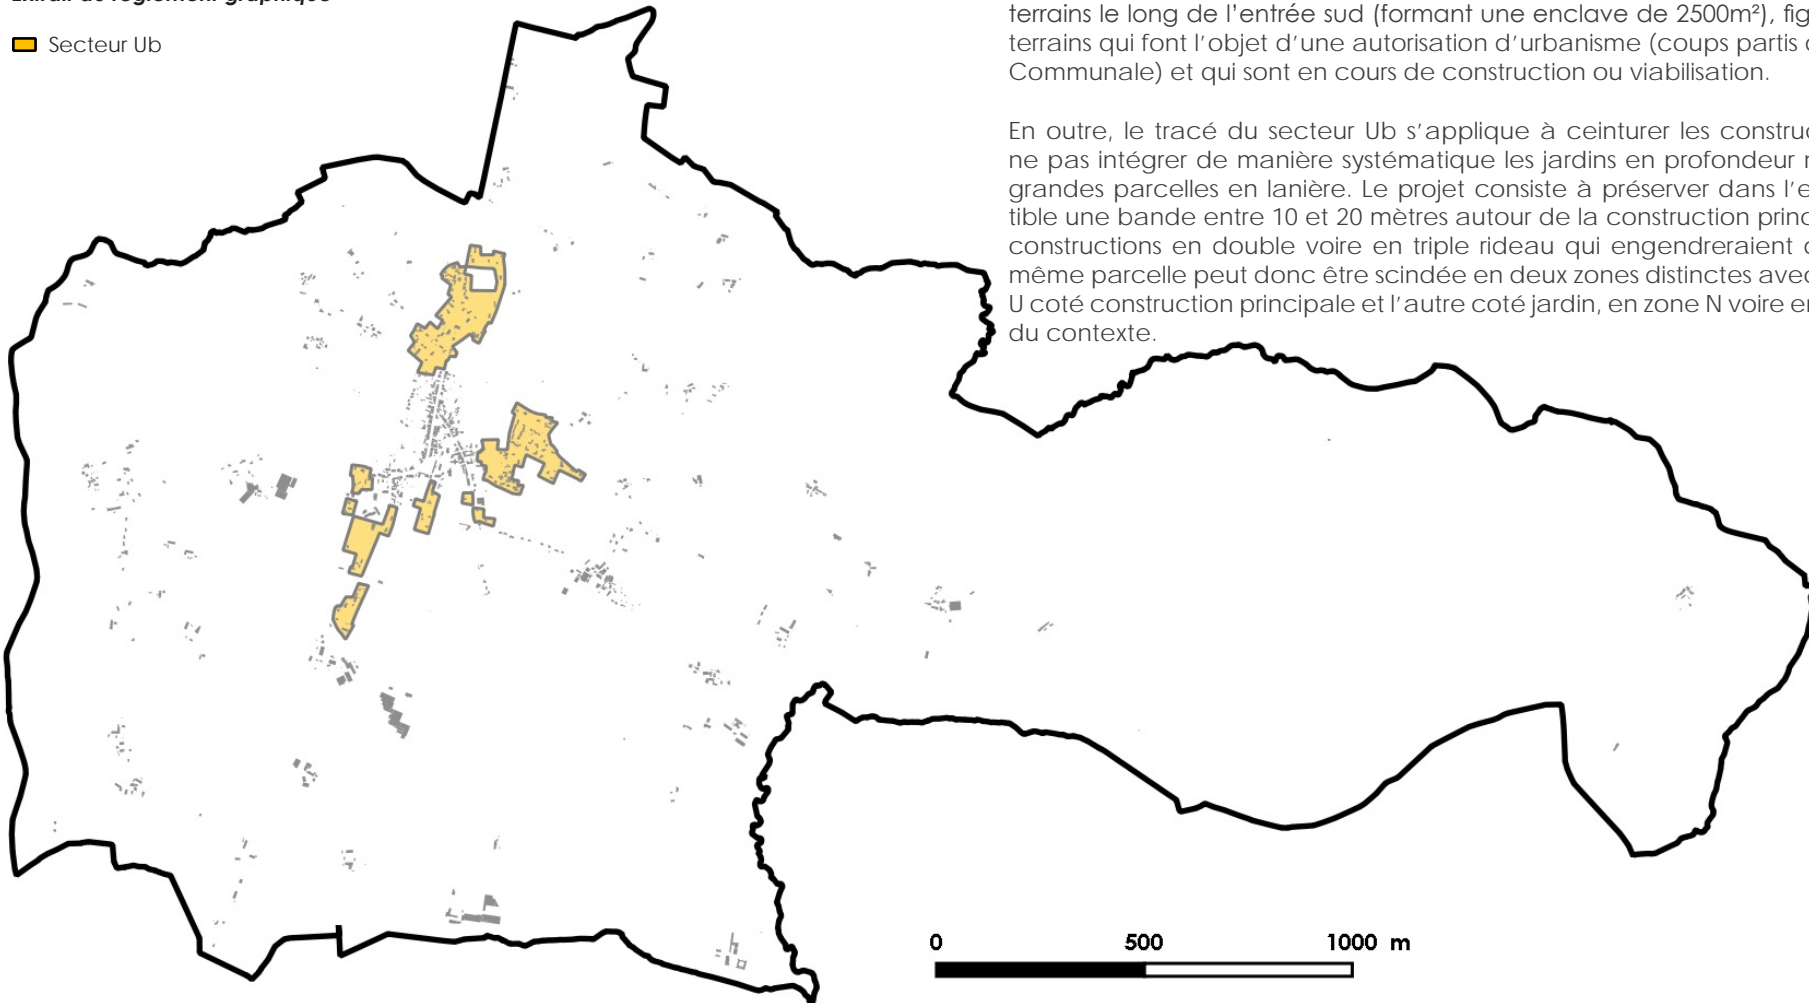 Extrait du règlement graphique
Secteur Ub
terrains le long de l’entrée sud (formant une enclave de 2500m²),
terrains qui font l’objet d’une autorisation d’urbanisme (coups partis
Communale) et qui sont en cours de construction ou viabilisation.
En outre, le tracé du secteur Ub s’applique à ceinturer les
ne pas intégrer de manière systématique les jardins en profondeur
grandes parcelles en lanière. Le projet consiste à préserver dans
tible une bande entre 10 et 20 mètres autour de la construction
constructions en double voire en triple rideau qui engendreraient
même parcelle peut donc être scindée en deux zones distinctes
U coté construction principale et l’autre coté jardin, en zone N voire
du contexte.
0 500 1000 m